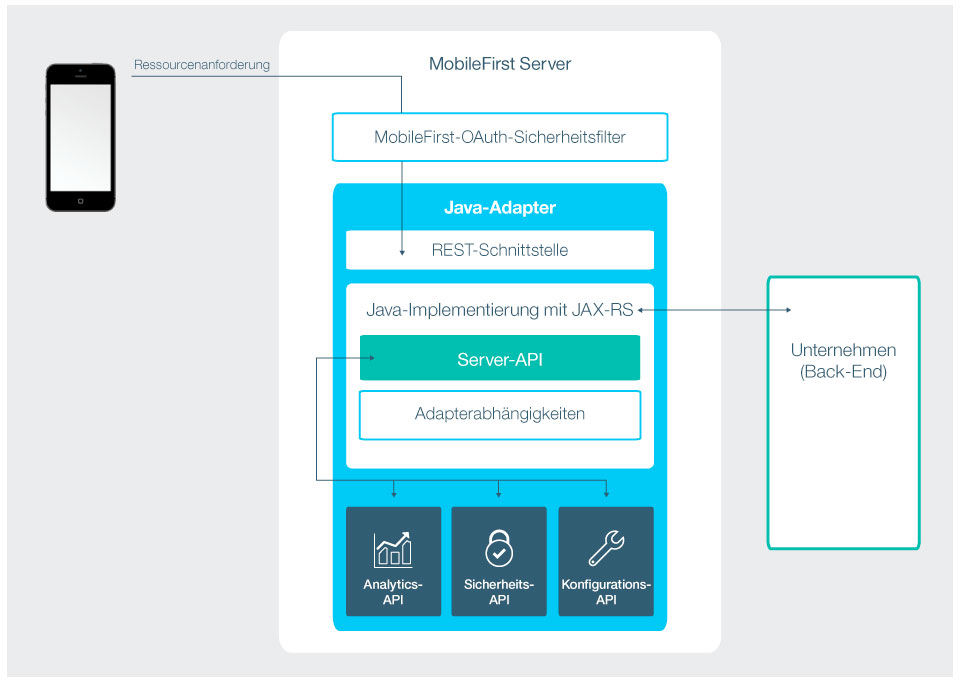 Ressourcenanforderung
MobileFirst Server
MobileFirst-OAuth-Sicherheitsfilter
Java-Adapter
REST-Schnittstelle
Java-Implementierung mit JAX-RS
Server-API
Adapterabhängigkeiten
Unternehmen
(Back-End)
Analytics-
API
Sicherheits-
API
Konfigurations-
API